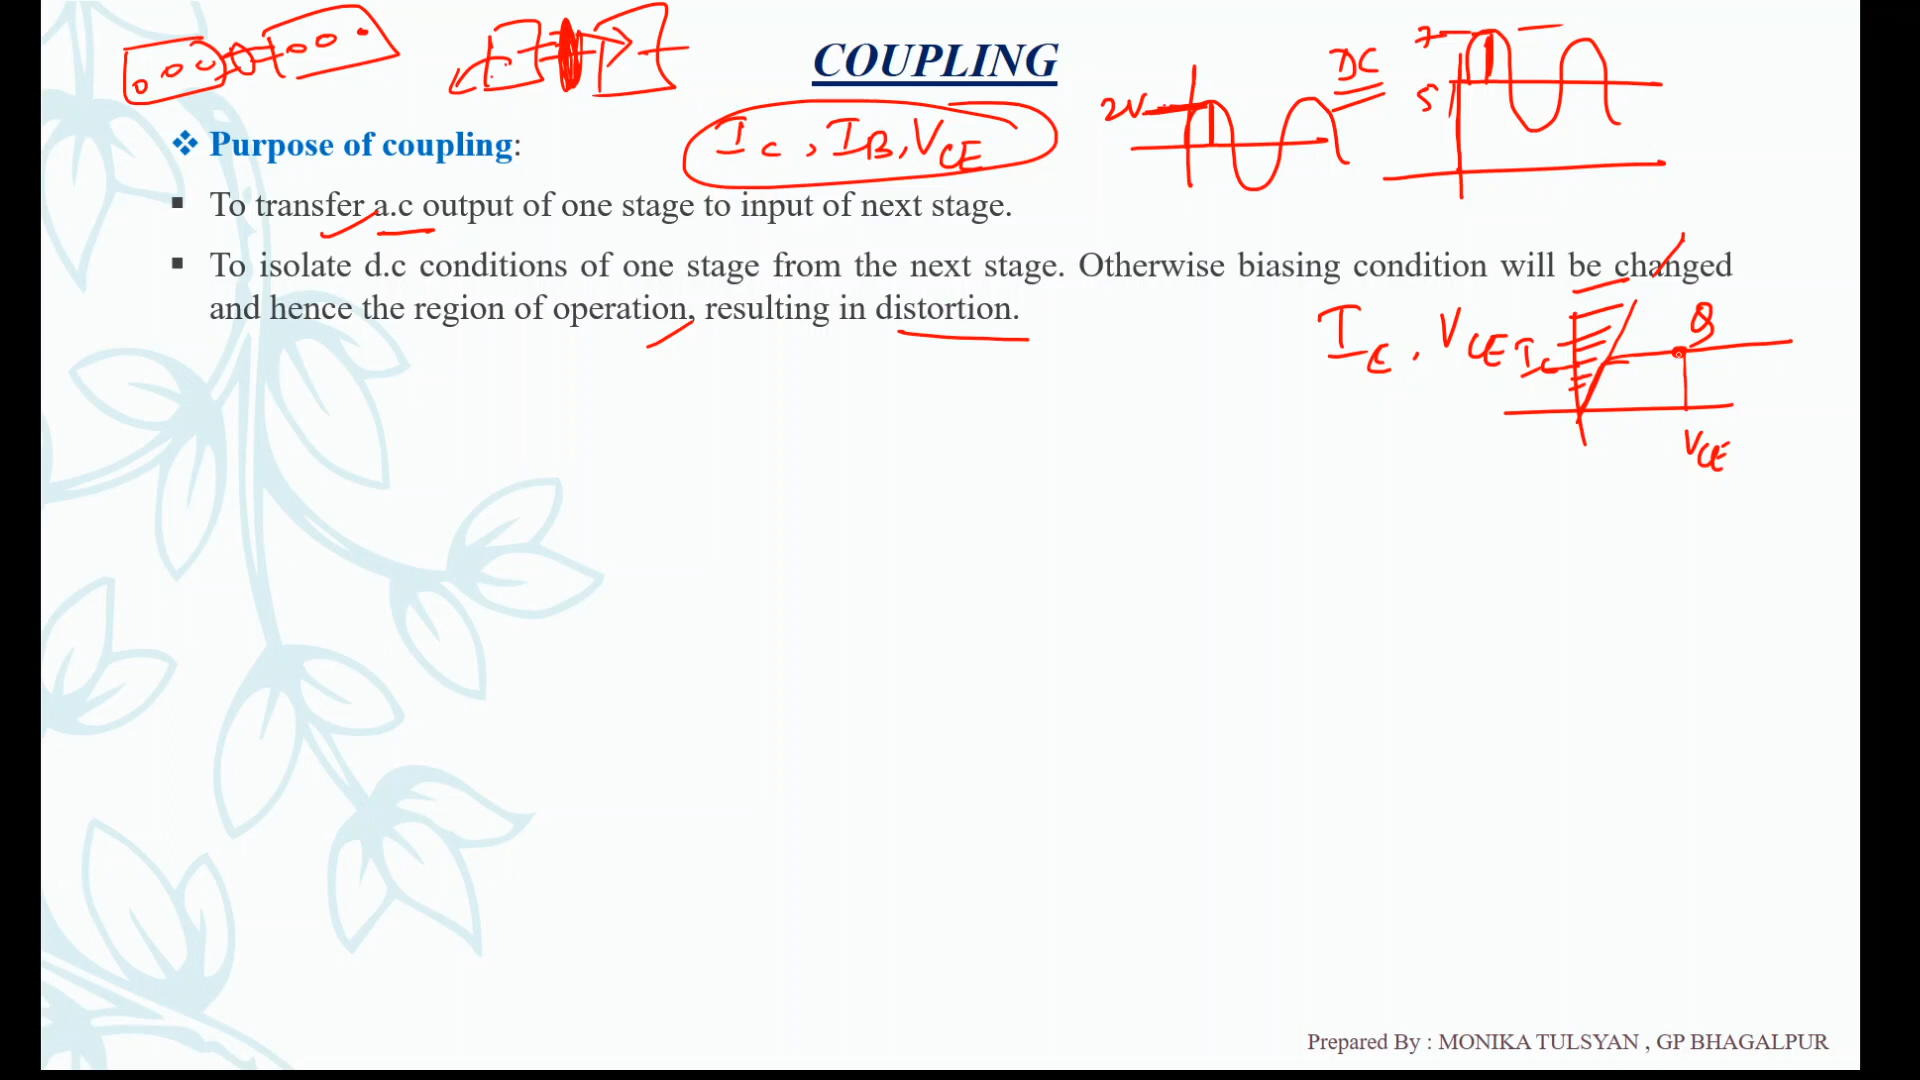 COUPLING
DC
7
5
2V
❖ Purpose of coupling:
IC , IB, VCE
▪ To transfer a.c output of one stage to input of next stage.
▪ To isolate d.c conditions of one stage from the next stage. Otherwise biasing condition will be changed
and hence the region of operation, resulting in distortion.
IC , VCE
IC
Q
VCE
Prepared By : MONIKA TULSYAN , GP BHAGALPUR